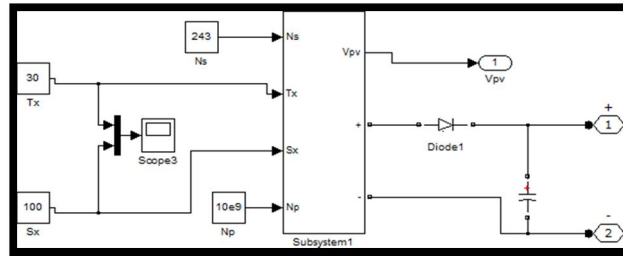 243
Ns
Ns
Vpv
1
Vpv
30
Tx
Tx
+
+
1
Diode1
Scope3
Sx
+
100
Sx
10e9
Np
Np
-
-
2
Subsystem1